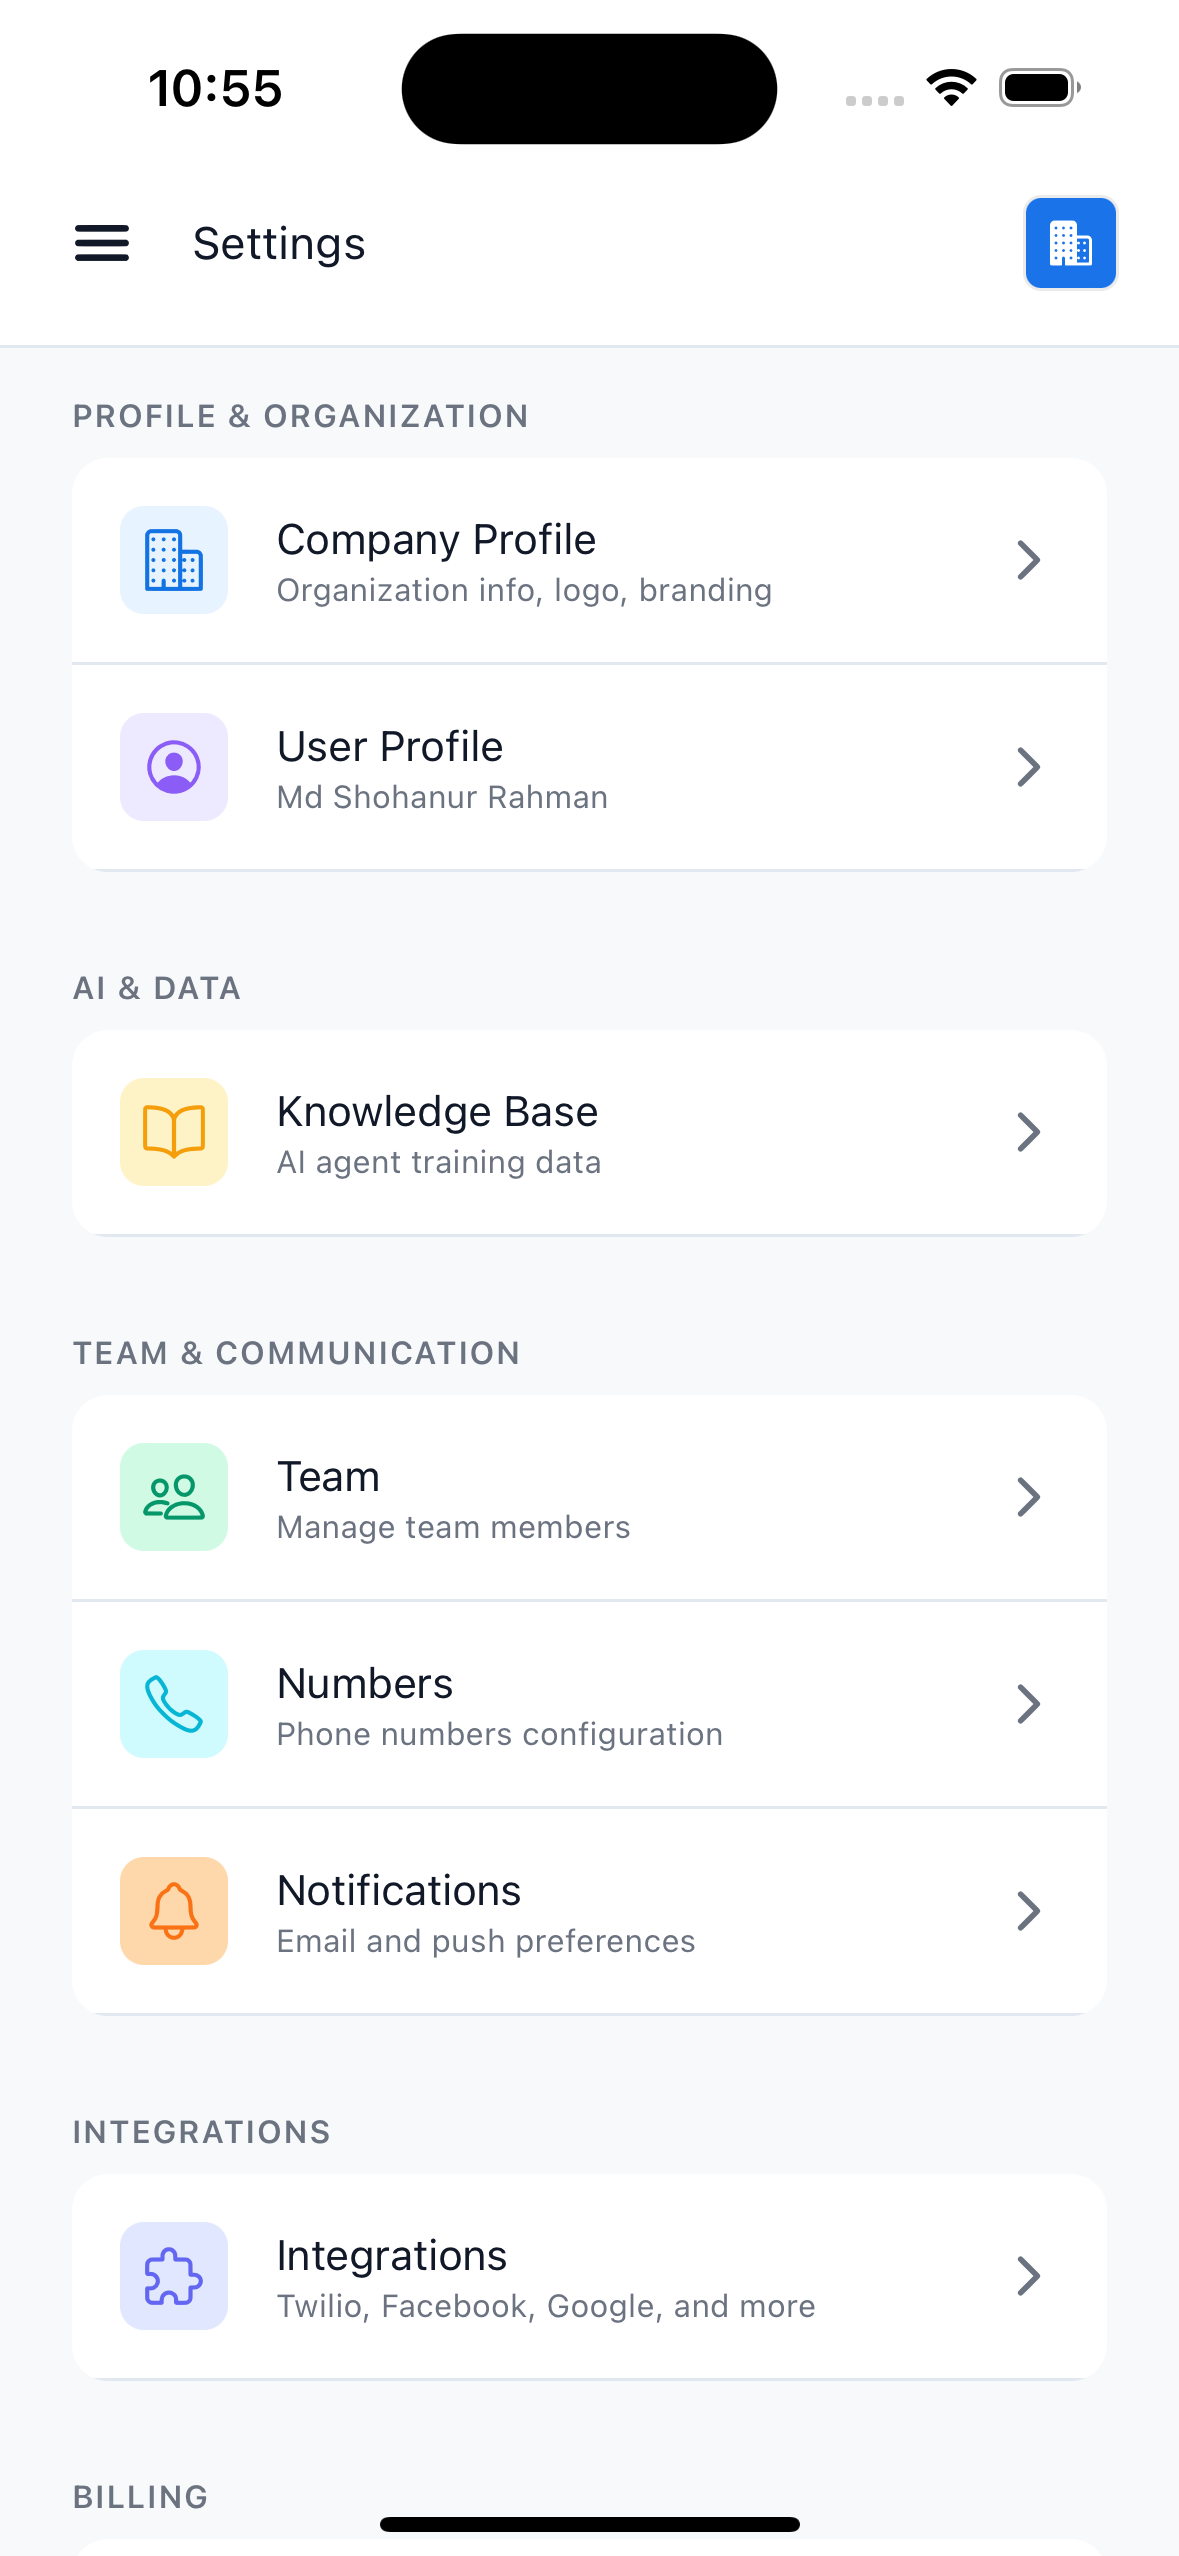 10:55
Settings
PROFILE & ORGANIZATION
Company Profile
Organization info, logo, branding
User Profile
Md Shohanur Rahman
AI & DATA
Knowledge Base
AI agent training data
TEAM & COMMUNICATION
Team
Manage team members
Numbers
Phone numbers configuration
Notifications
Email and push preferences
INTEGRATIONS
Integrations
Twilio, Facebook, Google, and more
BILLING